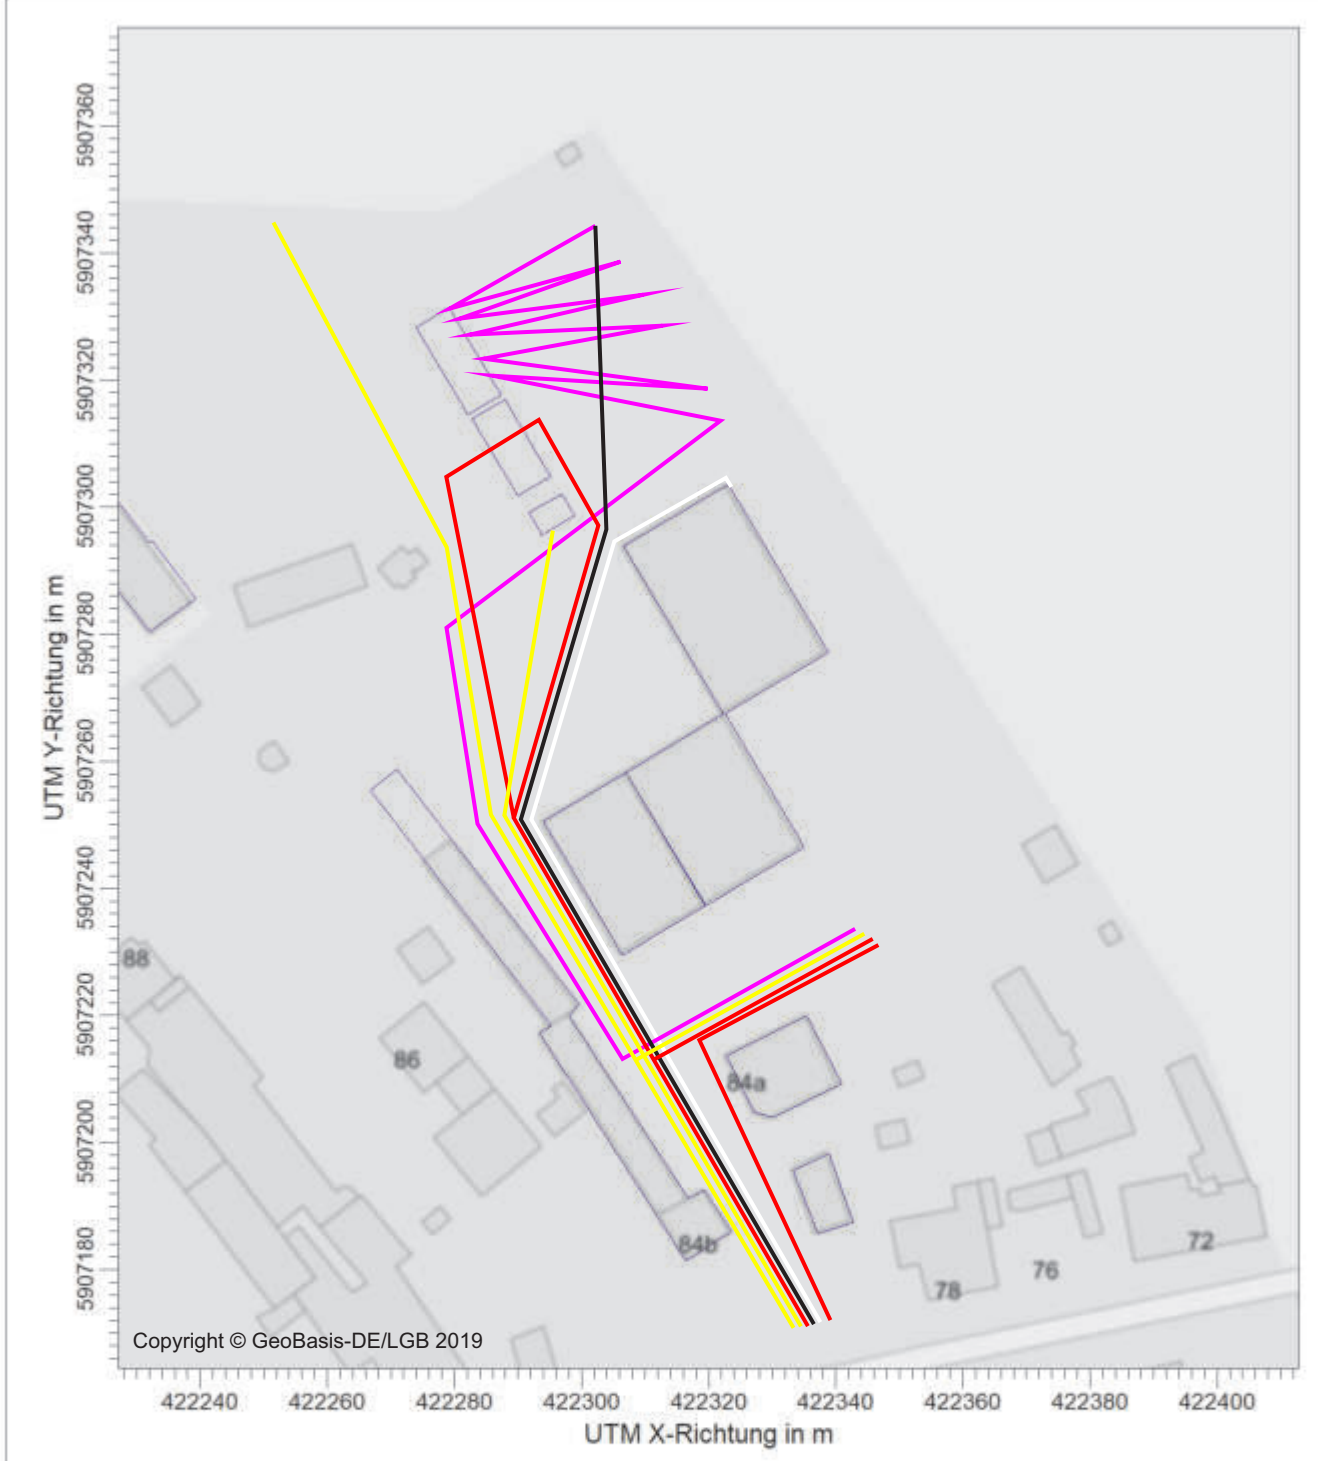 5907360
5907340
5907320
5907300
5907280
5907260
5907240
5907220
5907200
5907180
UTM Y-Richtung in m
88
86
84a
84b
78
76
72
Copyright © GeoBasis-DE/LGB 2019
422240 422260 422280 422300 422320 422340 422360 422380 422400
UTM X-Richtung in m